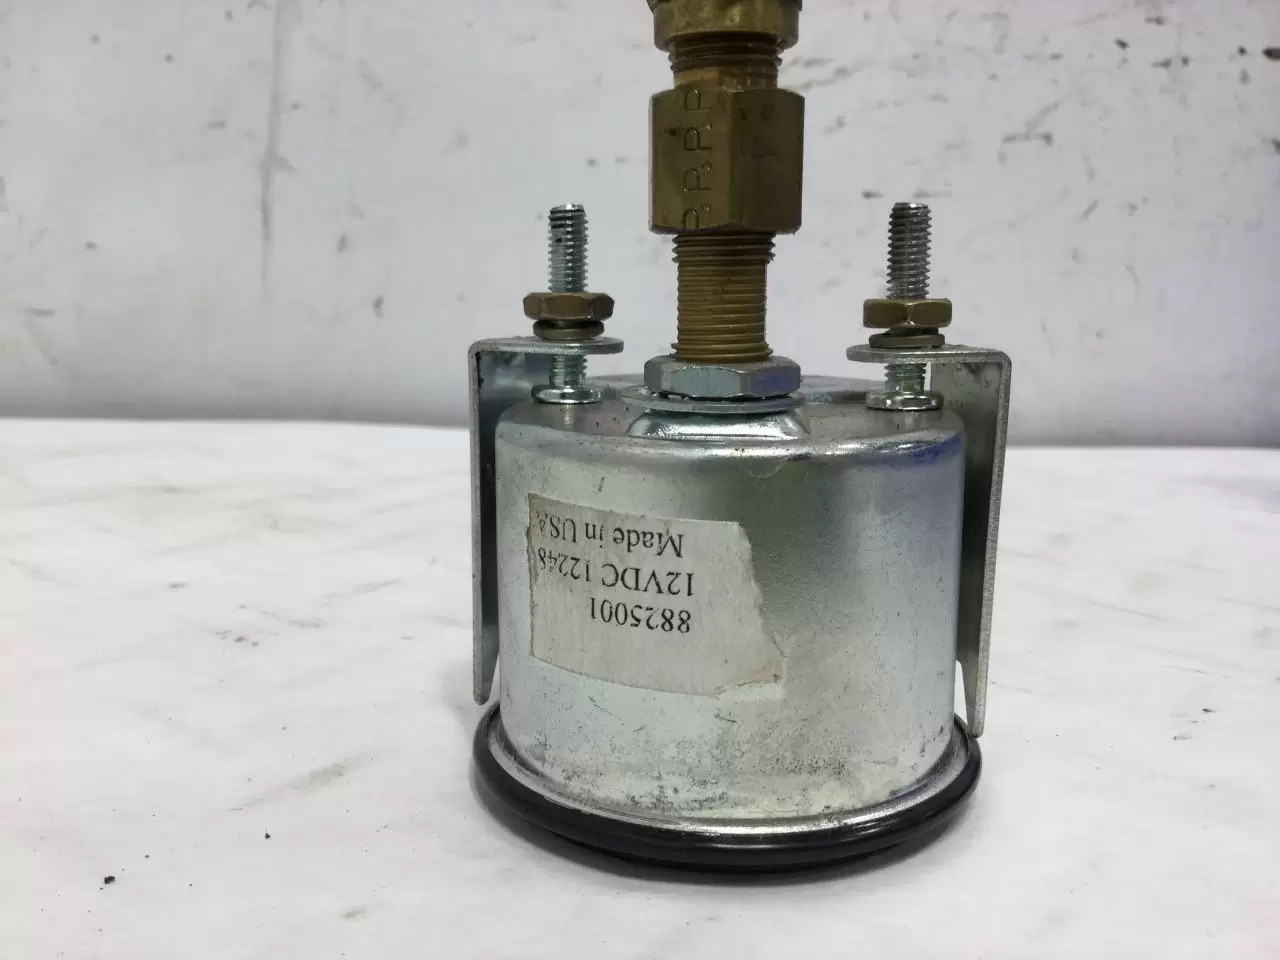 8825001
12VDC 12248
Made in USA
P.P.P.P